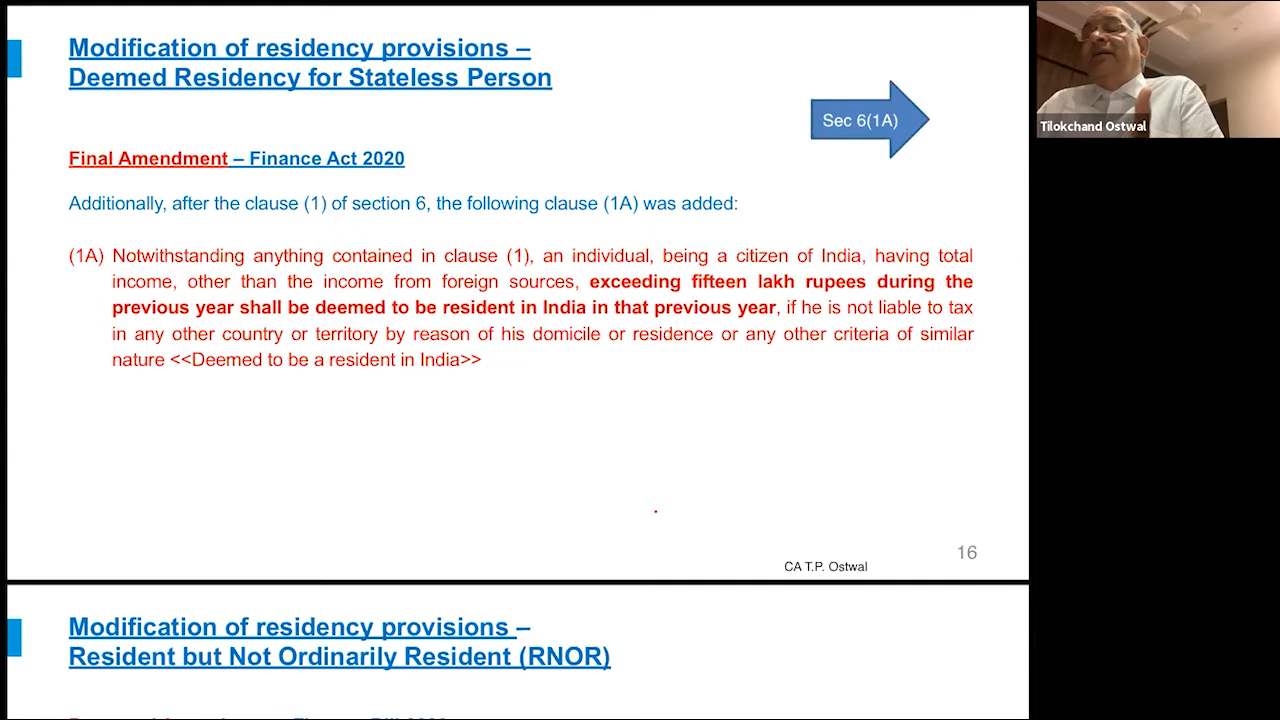 Modification of residency provisions –
Deemed Residency for Stateless Person
Sec 6(1A)
Final Amendment – Finance Act 2020
Additionally, after the clause (1) of section 6, the following clause (1A) was added:
(1A) Notwithstanding anything contained in clause (1), an individual, being a citizen of India, having total
income, other than the income from foreign sources, exceeding fifteen lakh rupees during the
previous year shall be deemed to be resident in India in that previous year, if he is not liable to tax
in any other country or territory by reason of his domicile or residence or any other criteria of similar
nature <<Deemed to be a resident in India>>
16
CA T.P. Ostwal
Modification of residency provisions –
Resident but Not Ordinarily Resident (RNOR)
Tilokchand Ostwal